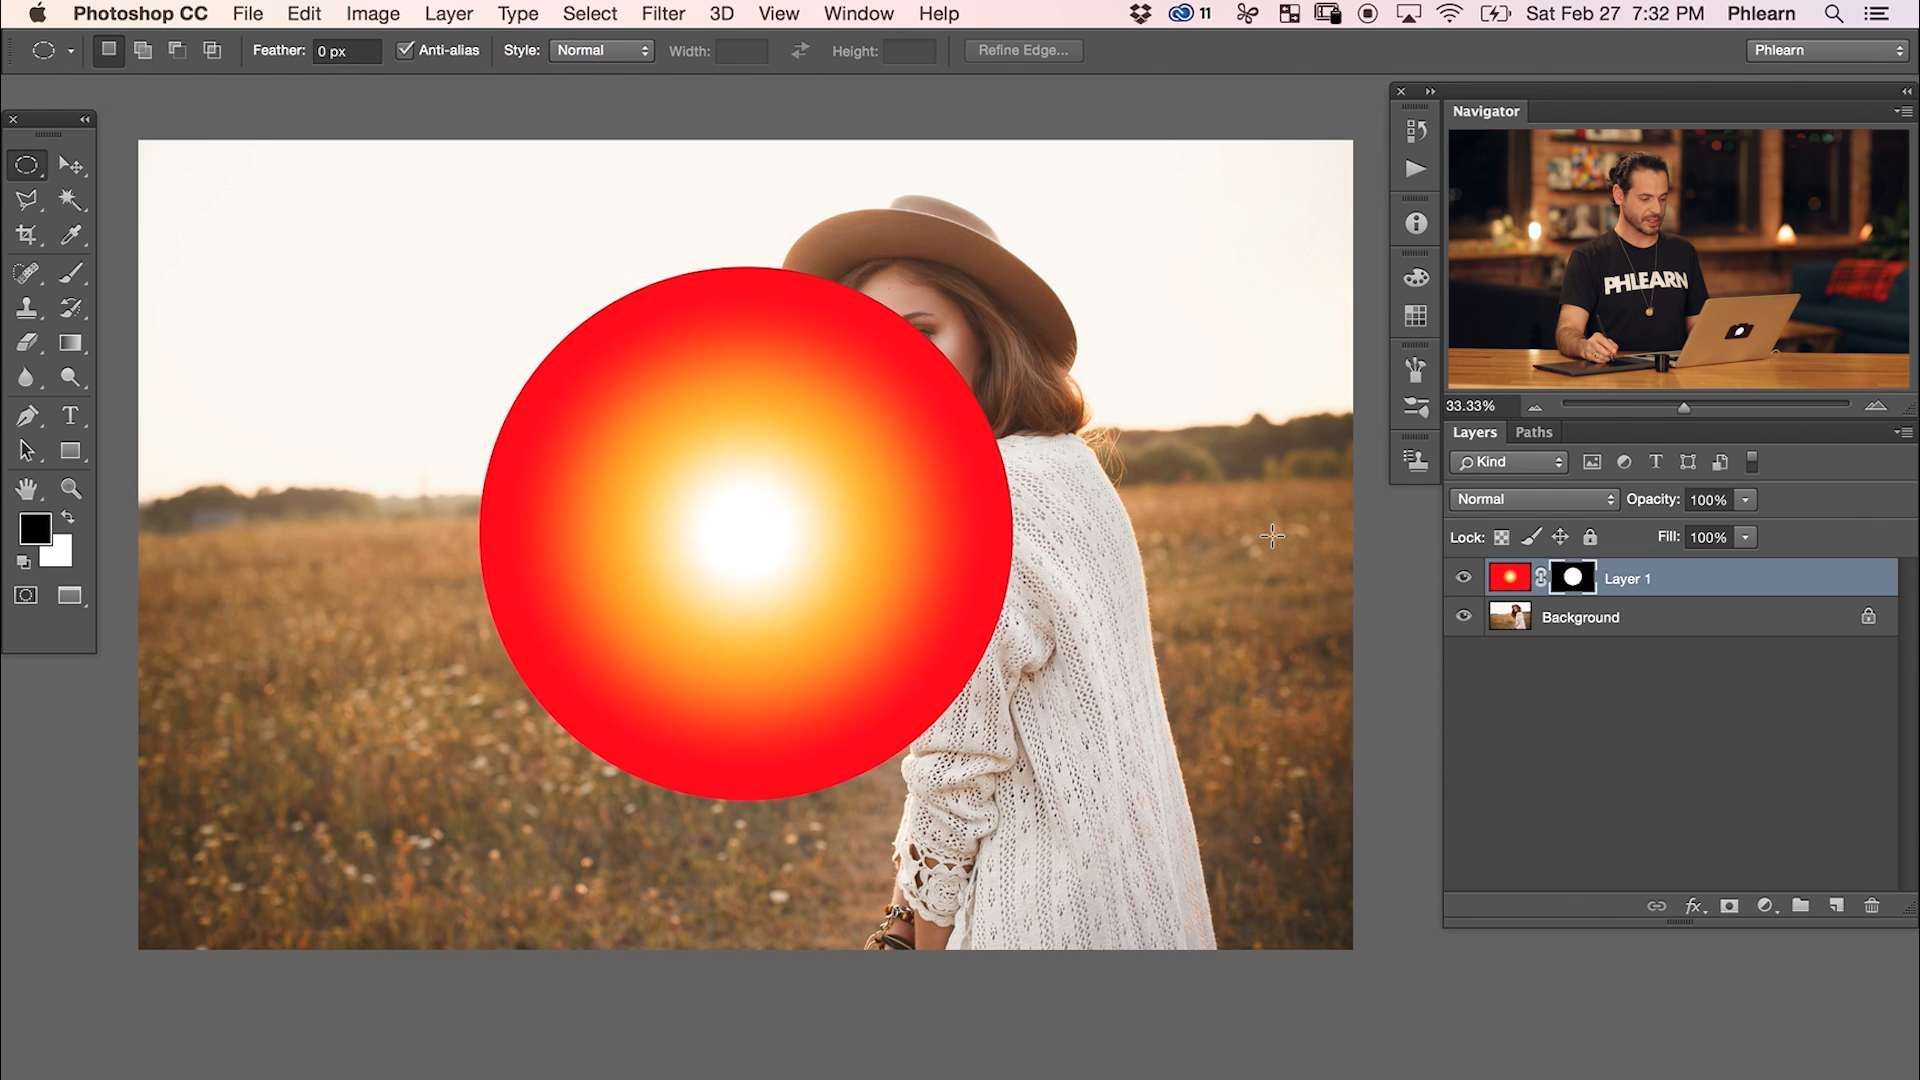 Photoshop CC File Edit Image Layer Type Select Filter 3D View Window Help 11 Sat Feb 27 7:32 PM Phlearn
Feather: 0 px Anti-alias Style: Normal Width: Height: Refine Edge... Phlearn
Navigator
PHLEARN
33.33%
Layers Paths
Kind
Normal Opacity: 100%
Lock: Fill: 100%
Layer 1
Background